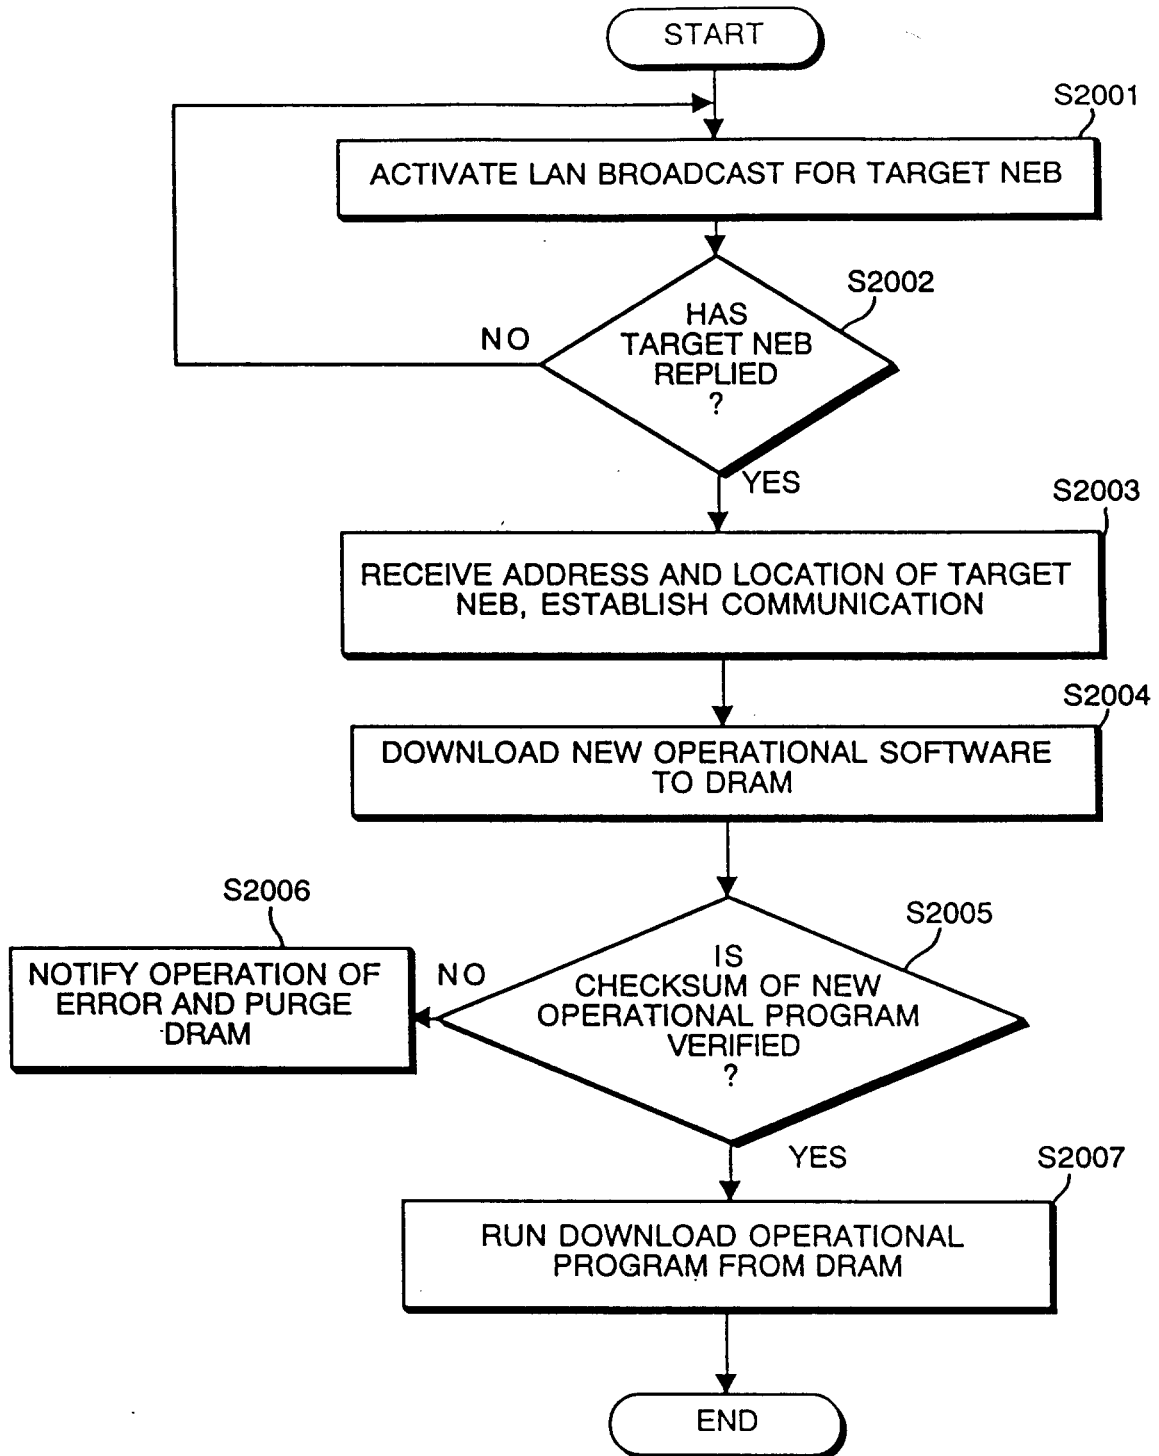 START
S2001
ACTIVATE LAN BROADCAST FOR TARGET NEB
S2002
HAS
TARGET NEB
REPLIED
?
NO
YES
S2003
RECEIVE ADDRESS AND LOCATION OF TARGET
NEB, ESTABLISH COMMUNICATION
S2004
DOWNLOAD NEW OPERATIONAL SOFTWARE
TO DRAM
S2005
IS
CHECKSUM OF NEW
OPERATIONAL PROGRAM
VERIFIED
?
NO
S2006
NOTIFY OPERATION OF
ERROR AND PURGE
DRAM
YES
S2007
RUN DOWNLOAD OPERATIONAL
PROGRAM FROM DRAM
END